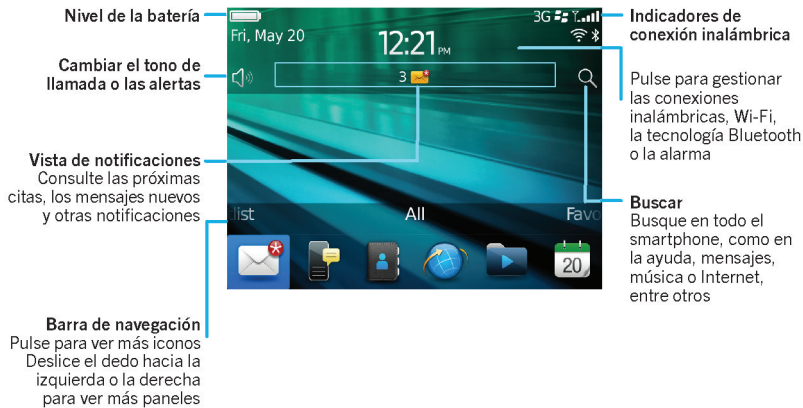 Nivel de la batería
Cambiar el tono de
llamada o las alertas
Vista de notificaciones
Consulte las próximas
citas, los mensajes nuevos
y otras notificaciones
Barra de navegación
Pulse para ver más iconos
Deslice el dedo hacia la
izquierda o la derecha
para ver más paneles
3G
Fri, May 20
12:21 PM
3
list
All
Favo
20
Indicadores de
conexión inalámbrica
Pulse para gestionar
las conexiones
inalámbricas, Wi-Fi,
la tecnología Bluetooth
o la alarma
Buscar
Busque en todo el
smartphone, como en
la ayuda, mensajes,
música o Internet,
entre otros